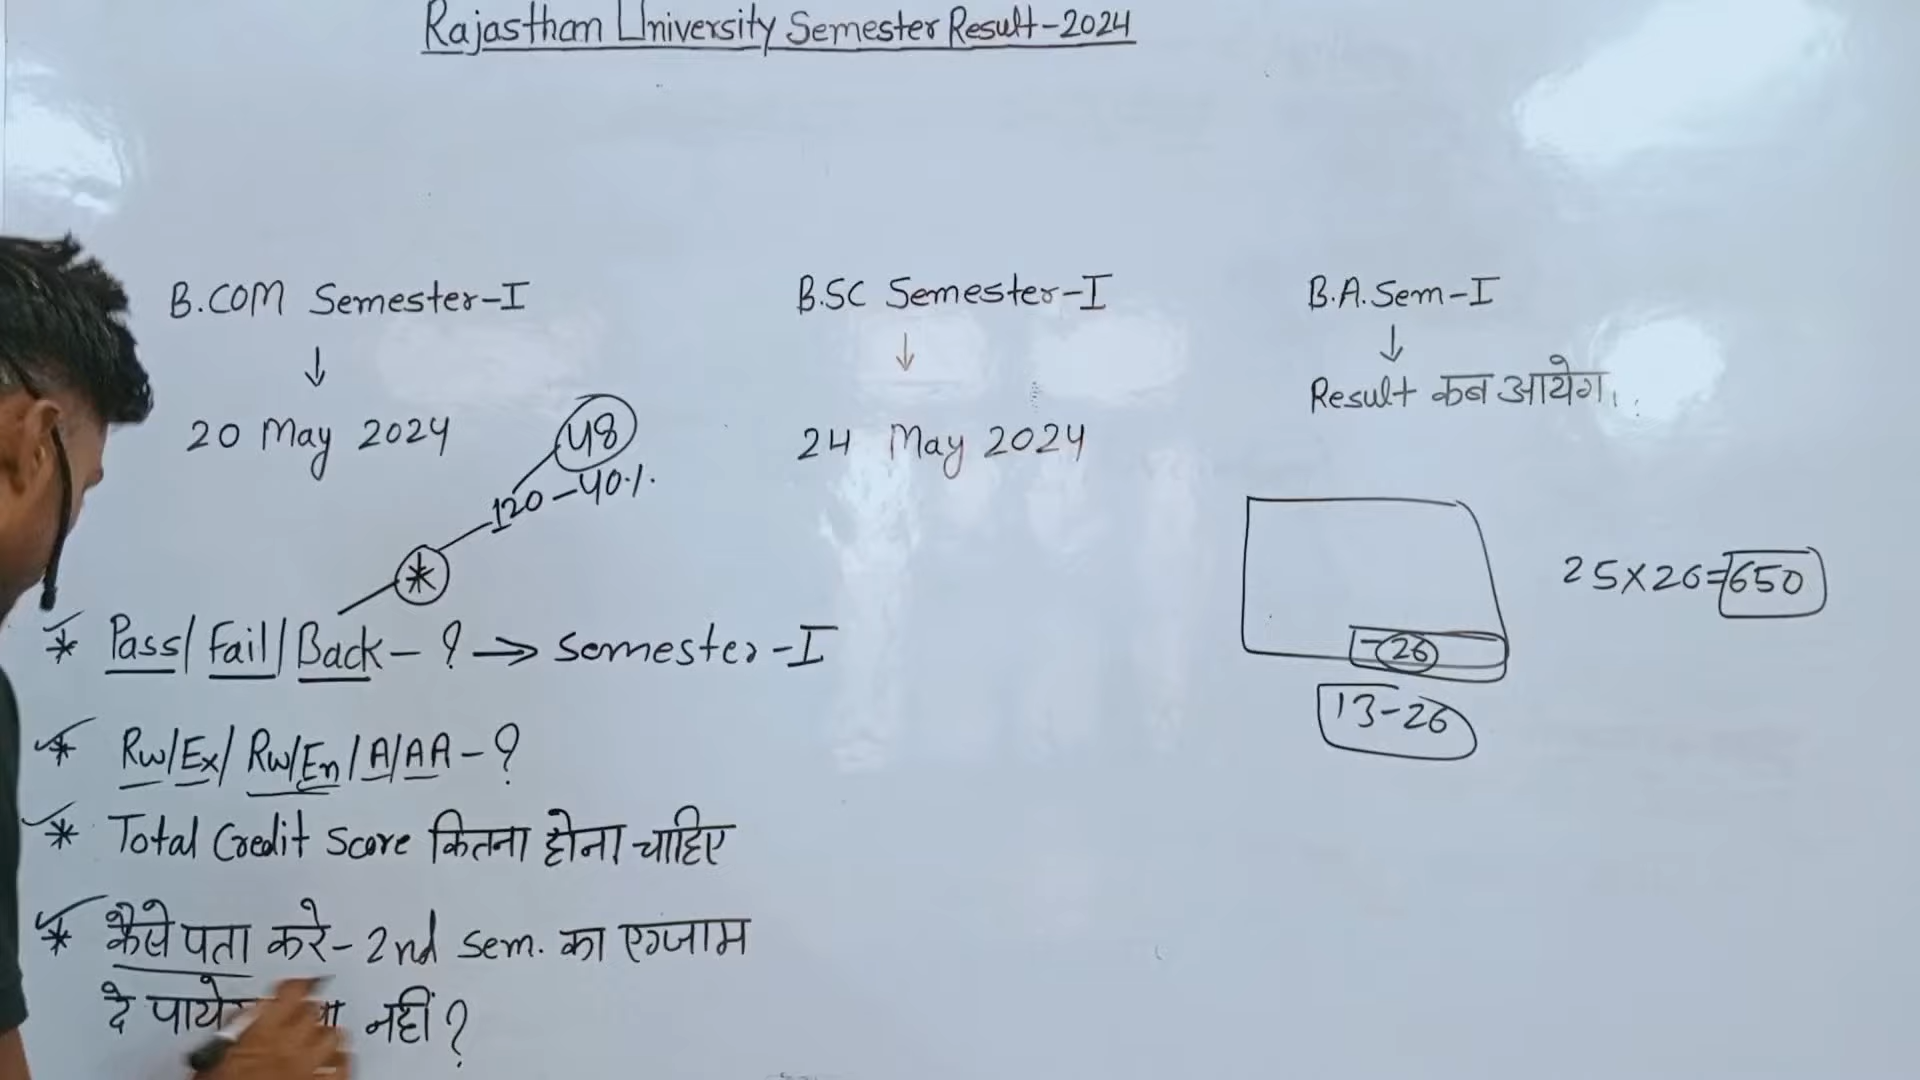 Rajasthan University Semester Result-2024
B.COM Semester-I
↓
20 May 2024
48
120-40%.
*
B.SC Semester-I
↓
24 May 2024
B.A.Sem-I
↓
Result कब आयेगा
25X26=650
-26
13-26
* Pass/Fail/Back-? → Semester-I
* Rw/Ex/Rw/En/A/AA-?
* Total Credit Score कितना होना चाहिए
* कैसे पता करे- 2nd Sem. का एग्जाम
दे नहीं?